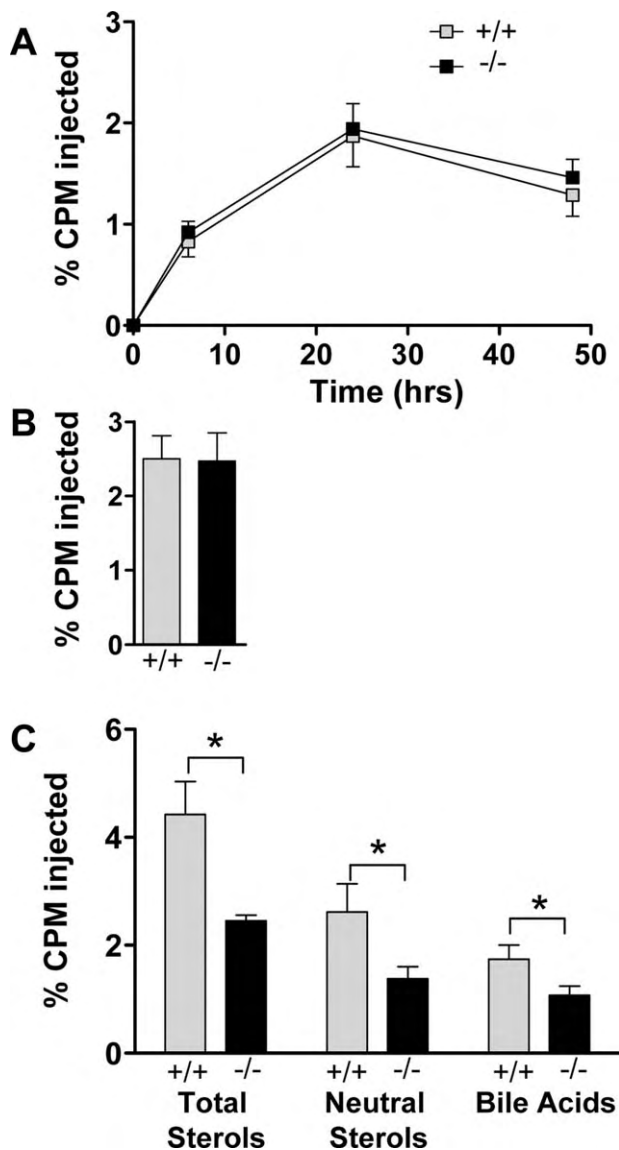 A
+/+
-/-
% CPM injected
3
2
1
0
0
10
20
30
40
50
Time (hrs)
B
% CPM injected
3
2
1
0
+/+
-/-
C
% CPM injected
6
4
2
0
*
*
*
+/+ -/- +/+ -/- +/+ -/-
Total Neutral Bile Acids
Sterols Sterols